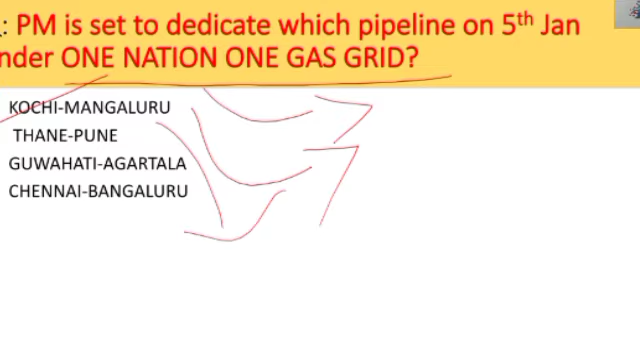 : PM is set to dedicate which pipeline on 5th Jan
nder ONE NATION ONE GAS GRID?
KOCHI-MANGALURU
THANE-PUNE
GUWAHATI-AGARTALA
CHENNAI-BANGALURU